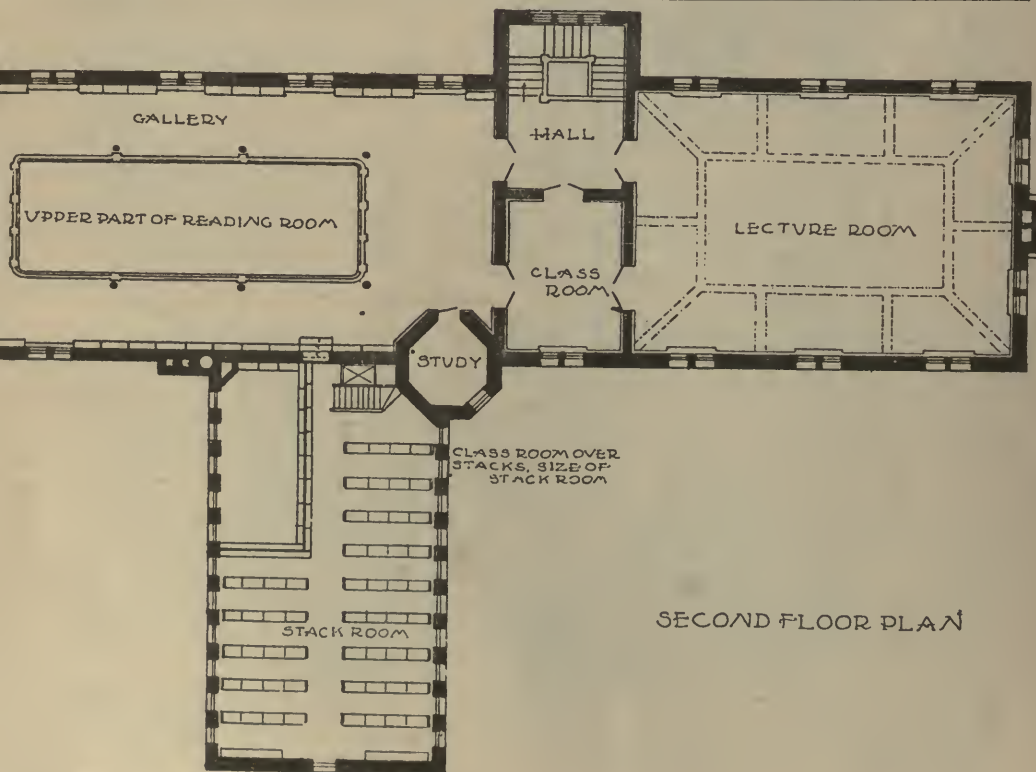 GALLERY
HALL
UPPER PART OF READING ROOM
LECTURE ROOM
CLASS
ROOM
STUDY
CLASS ROOM OVER
STACKS, SIZE OF
STACK ROOM
STACK ROOM
SECOND FLOOR PLAN